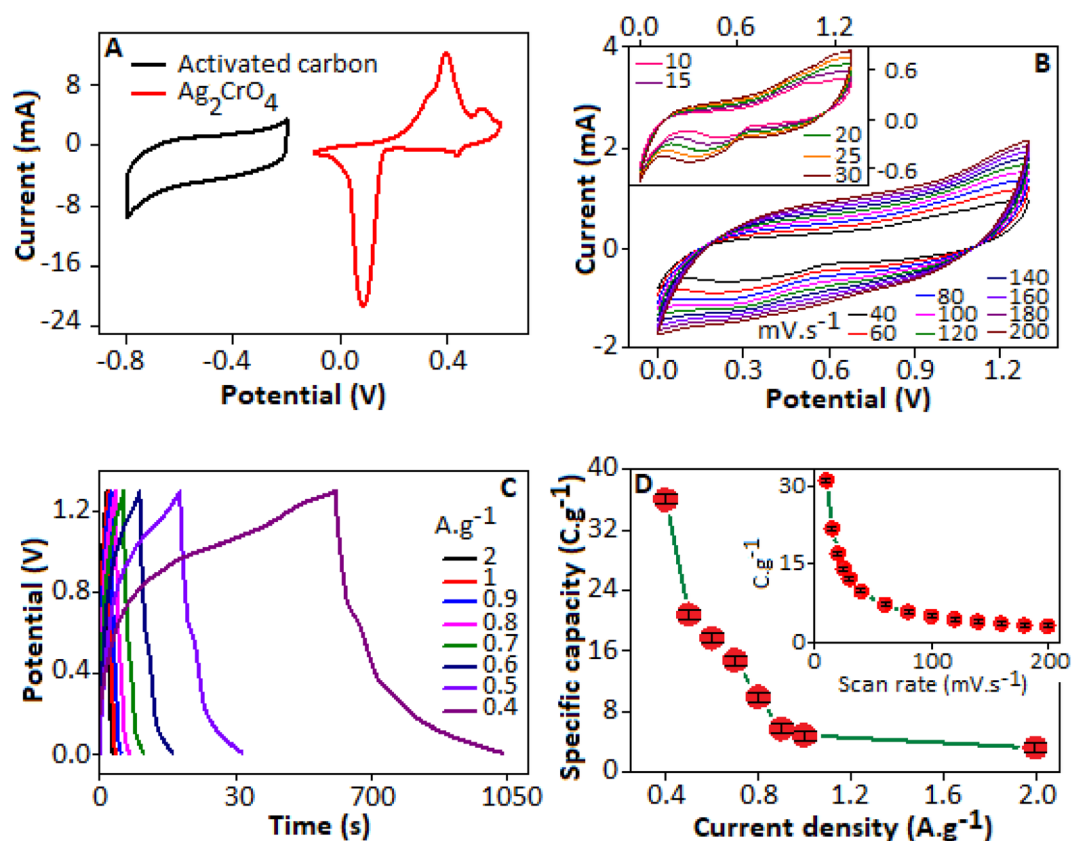 A
Activated carbon
Ag₂CrO₄
Current (mA)
8
0
-8
-16
-24
-0.8 -0.4 0.0 0.4
Potential (V)
B
0.0 0.6 1.2
10
15
20
25
30
0.6
0.0
-0.6
Current (mA)
4
2
0
-2
mV.s⁻¹
40
60
80
100
120
140
160
180
200
0.0 0.3 0.6 0.9 1.2
Potential (V)
C
A.g⁻¹
2
1
0.9
0.8
0.7
0.6
0.5
0.4
Potential (V)
1.2
0.8
0.4
0.0
0 30 700 1050
Time (s)
D
Specific capacity (C.g⁻¹)
40
36
24
16
8
0
0.4 0.8 1.2 1.6 2.0
Current density (A.g⁻¹)
C.g⁻¹
30
15
0
0 100 200
Scan rate (mV.s⁻¹)